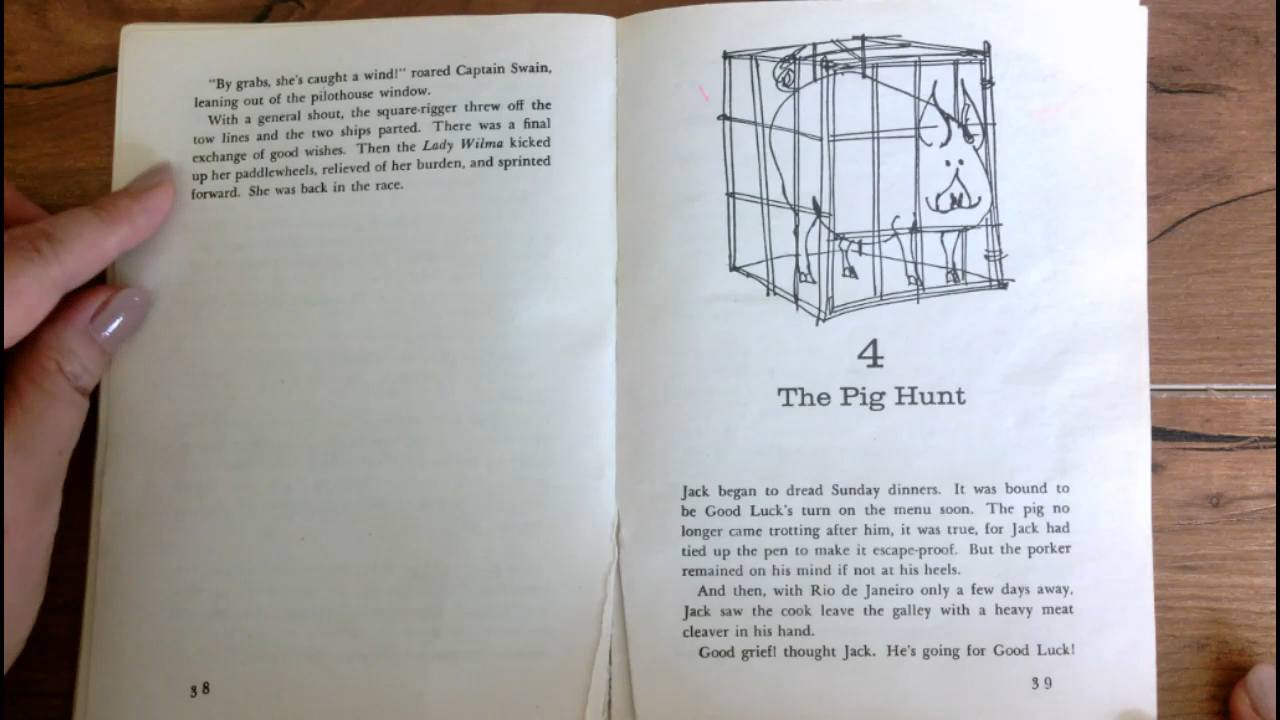 "By grabs, she's caught a wind!" roared Captain Swain,
leaning out of the pilothouse window.
With a general shout, the square-rigger threw off the
tow lines and the two ships parted. There was a final
exchange of good wishes. Then the Lady Wilma kicked
up her paddlewheels, relieved of her burden, and sprinted
forward. She was back in the race.
38
4
The Pig Hunt
Jack began to dread Sunday dinners. It was bound to
be Good Luck's turn on the menu soon. The pig no
longer came trotting after him, it was true, for Jack had
tied up the pen to make it escape-proof. But the porker
remained on his mind if not at his heels.
And then, with Rio de Janeiro only a few days away,
Jack saw the cook leave the galley with a heavy meat
cleaver in his hand.
Good grief! thought Jack. He's going for Good Luck!
39